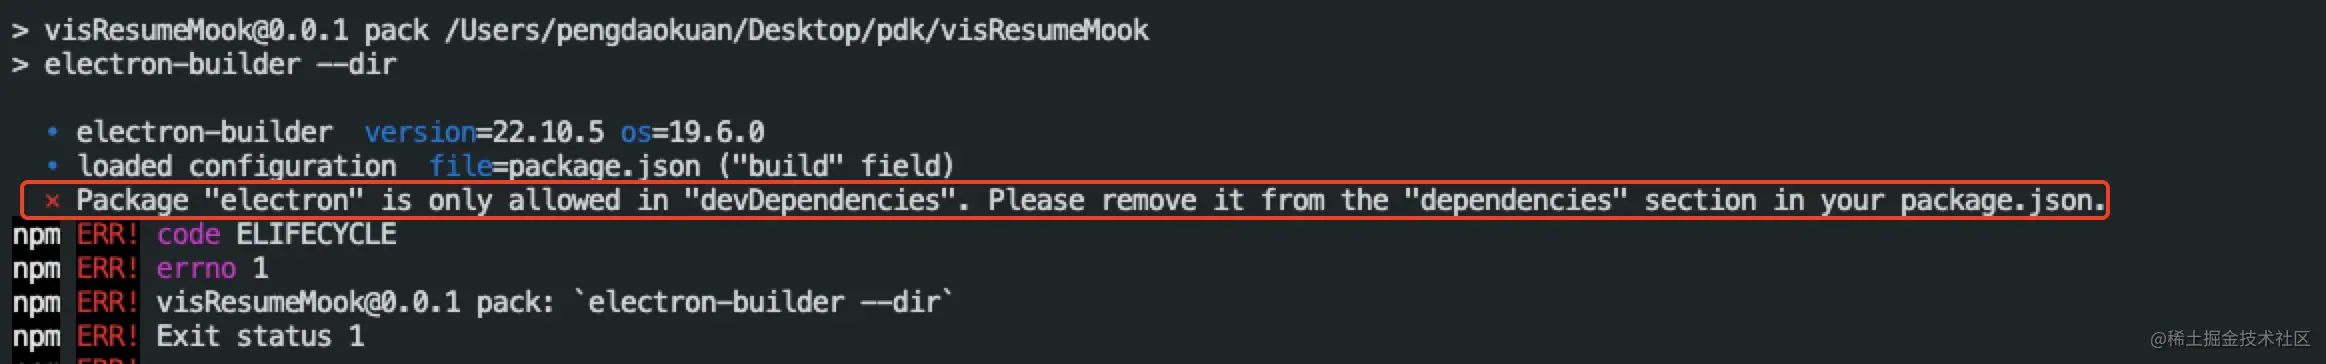 > visResumeMook@0.0.1 pack /Users/pengdaokuan/Desktop/pdk/visResumeMook
> electron-builder --dir
• electron-builder  version=22.10.5 os=19.6.0
• loaded configuration  file=package.json ("build" field)
× Package "electron" is only allowed in "devDependencies". Please remove it from the "dependencies" section in your package.json.
npm ERR! code ELIFECYCLE
npm ERR! errno 1
npm ERR! visResumeMook@0.0.1 pack: `electron-builder --dir`
npm ERR! Exit status 1
@稀土掘金技术社区